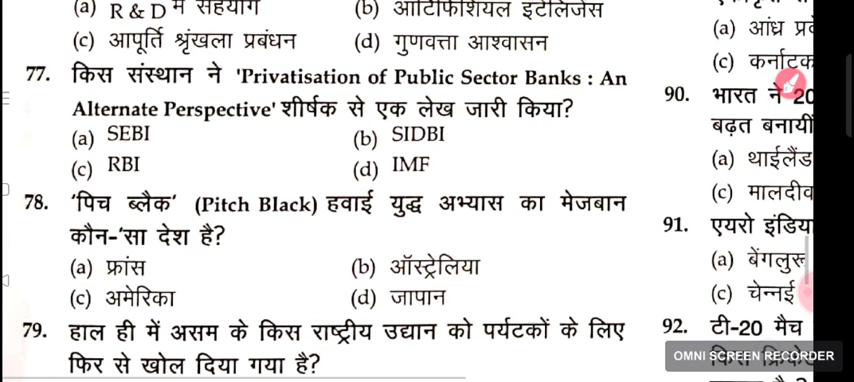 (a) R & D में सहयोग (b) आर्टिफिशियल इंटेलिजेंस
(c) आपूर्ति श्रृंखला प्रबंधन (d) गुणवत्ता आश्वासन
77. किस संस्थान ने 'Privatisation of Public Sector Banks : An
Alternate Perspective' शीर्षक से एक लेख जारी किया?
(a) SEBI (b) SIDBI
(c) RBI (d) IMF
78. 'पिच ब्लैक' (Pitch Black) हवाई युद्ध अभ्यास का मेजबान
कौन-'सा देश है?
(a) फ्रांस (b) ऑस्ट्रेलिया
(c) अमेरिका (d) जापान
79. हाल ही में असम के किस राष्ट्रीय उद्यान को पर्यटकों के लिए
फिर से खोल दिया गया है?
(a) आंध्र
(c) कर्नाटक
90. भारत ने 20
बढ़त बनायी
(a) थाईलैंड
(c) मालदीव
91. एयरो इंडिया
(a) बेंगलुरू
(c) चेन्नई
92. टी-20 मैच
OMNI SCREEN RECORDER